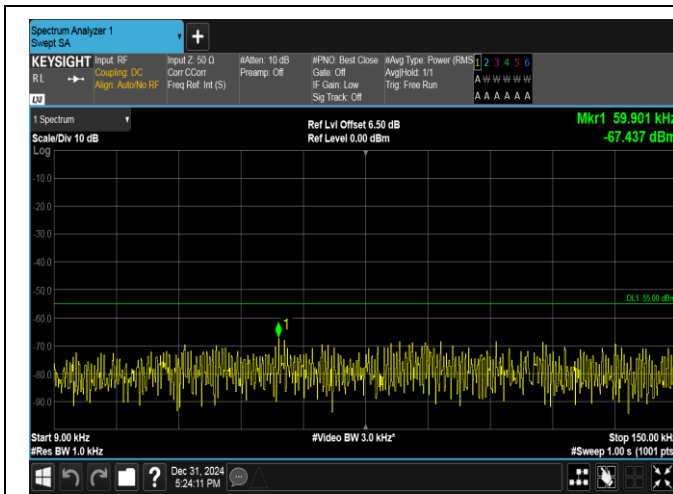 Spectrum Analyzer 1
Swept SA
KEYSIGHT Input: RF Input Z: 50 Ω #Atten: 10 dB #PNO: Best Close #Avg Type: Power (RMS 1 2 3 4 5 6
RL Coupling: DC Corr CCorr Preamp: Off Gate: Off Avg|Hold: 1/1 A W W W W W
Align: Auto/No RF Freq Ref: Int (S) IF Gain: Low Trig: Free Run
LXI Sig Track: Off A A A A A A
1 Spectrum Ref Lvl Offset 6.50 dB Mkr1 59.901 kHz
Scale/Div 10 dB Ref Level 0.00 dBm -67.437 dBm
Log
-10.0
-20.0
-30.0
-40.0
-50.0
DL1 -55.00 dBm
-60.0
1
-70.0
-80.0
-90.0
Start 9.00 kHz #Video BW 3.0 kHz* Stop 150.00 kHz
#Res BW 1.0 kHz #Sweep 1.00 s (1001 pts
? Dec 31, 2024
5:24:11 PM